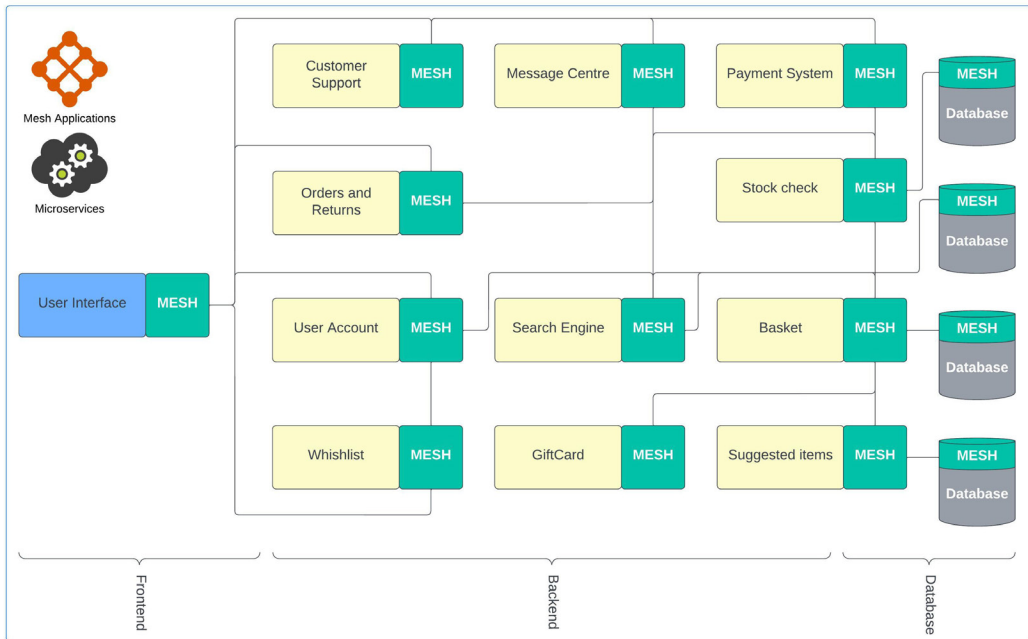 Mesh Applications
Microservices
User Interface
MESH
Customer
Support
MESH
Message Centre
MESH
Payment System
MESH
MESH
Database
Orders and
Returns
MESH
Stock check
MESH
MESH
Database
User Account
MESH
Search Engine
MESH
Basket
MESH
MESH
Database
Whishlist
MESH
GiftCard
MESH
Suggested items
MESH
MESH
Database
Frontend
Backend
Database